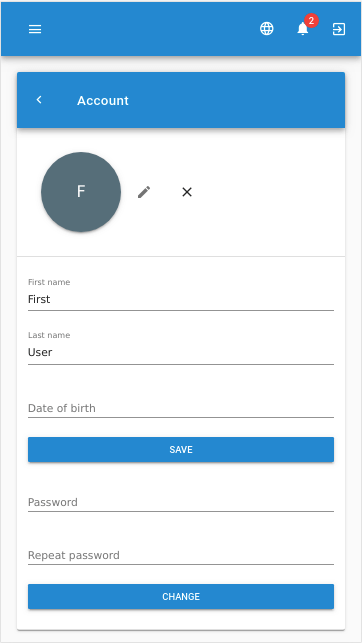 2
Account
F
First name
First
Last name
User
Date of birth
SAVE
Password
Repeat password
CHANGE